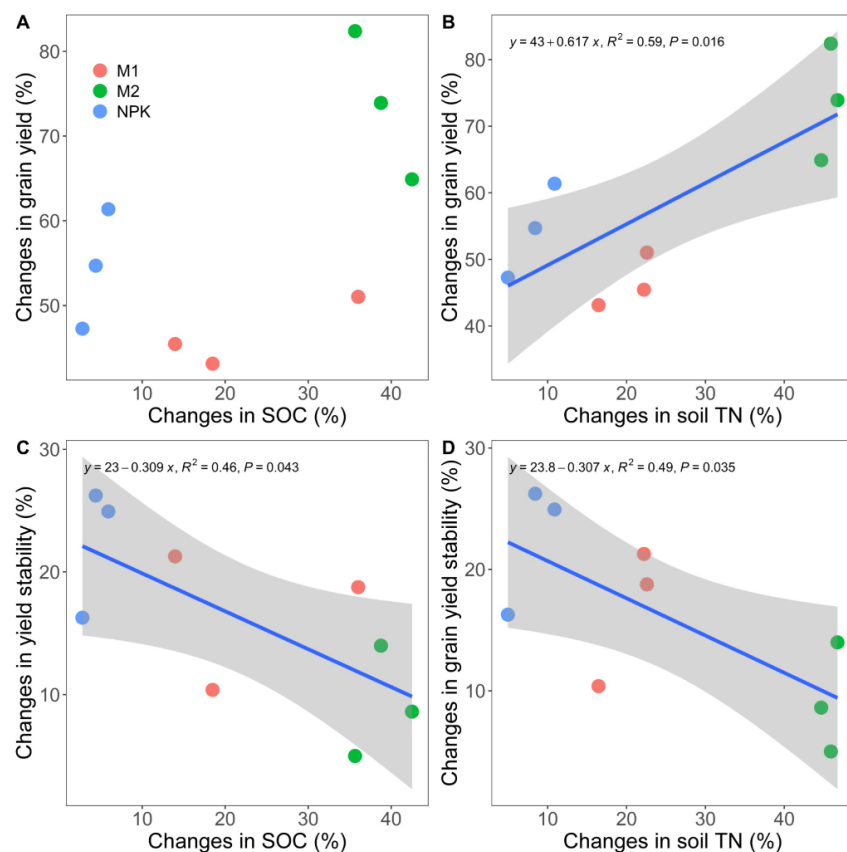 A
M1
M2
NPK
80
70
60
50
10
20
30
40
Changes in grain yield (%)
Changes in SOC (%)
B
y = 43 + 0.617 x, R² = 0.59, P = 0.016
80
70
60
50
40
10
20
30
40
Changes in grain yield (%)
Changes in soil TN (%)
C
y = 23 − 0.309 x, R² = 0.46, P = 0.043
30
20
10
10
20
30
40
Changes in yield stability (%)
Changes in SOC (%)
D
y = 23.8 − 0.307 x, R² = 0.49, P = 0.035
30
20
10
10
20
30
40
Changes in grain yield stability (%)
Changes in soil TN (%)